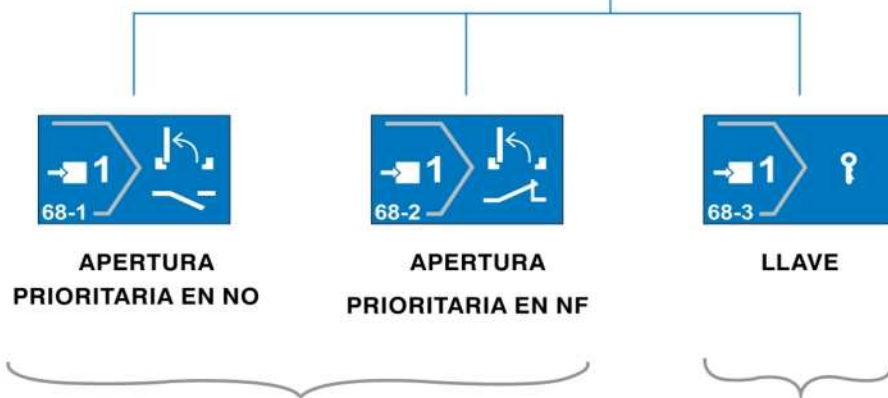 1
68-1
1
68-2
1
68-3
APERTURA
PRIORITARIA EN NO
APERTURA
PRIORITARIA EN NF
LLAVE